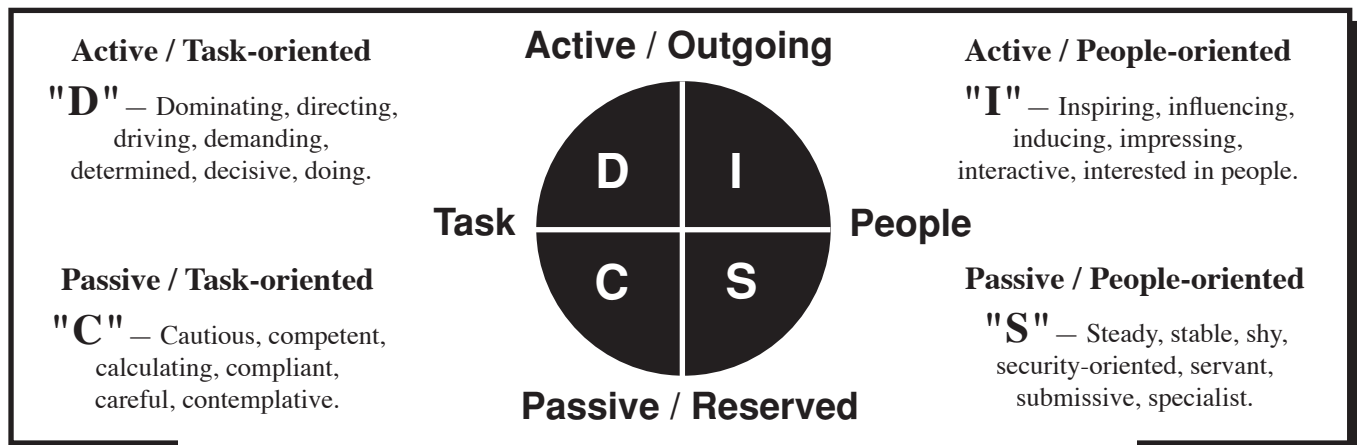 Active / Outgoing
Active / Task-oriented
"D" — Dominating, directing,
driving, demanding,
determined, decisive, doing.
Active / People-oriented
"I" — Inspiring, influencing,
inducing, impressing,
interactive, interested in people.
D
I
Task
People
C
S
Passive / Task-oriented
"C" — Cautious, competent,
calculating, compliant,
careful, contemplative.
Passive / People-oriented
"S" — Steady, stable, shy,
security-oriented, servant,
submissive, specialist.
Passive / Reserved